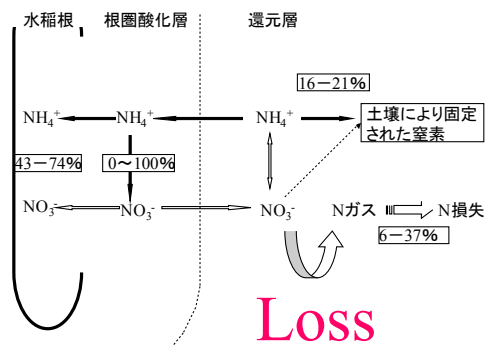 水稲根 根圏酸化層 還元層
16－21%
NH₄⁺ NH₄⁺ NH₄⁺ 土壌により固定
された窒素
43－74% 0～100%
NO₃⁻ NO₃⁻ NO₃⁻ Nガス N損失
6－37%
Loss